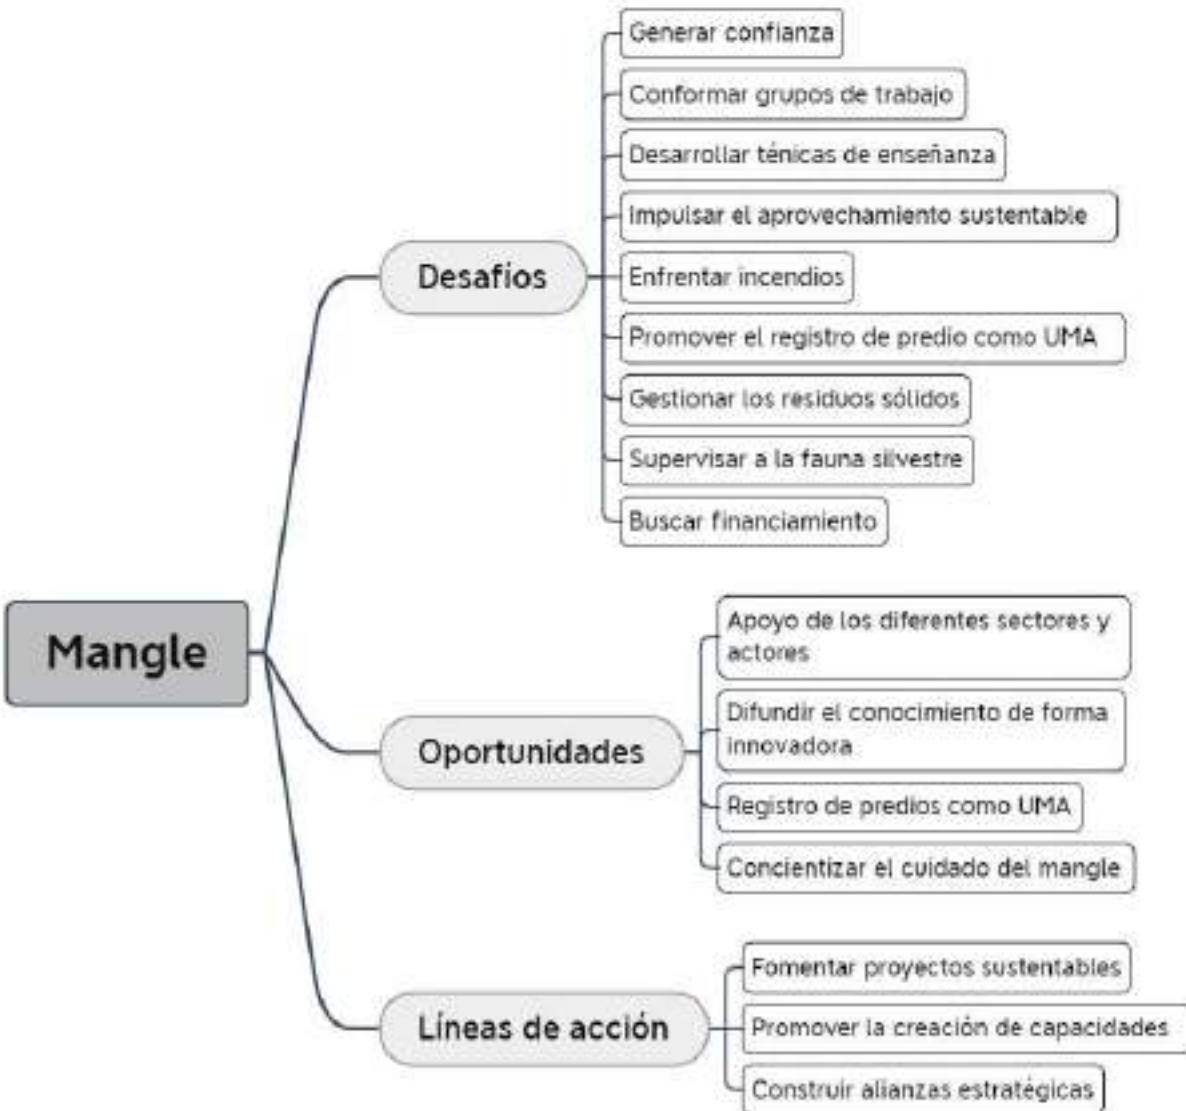 Mangle
Desafíos
Generar confianza
Conformar grupos de trabajo
Desarrollar ténicas de enseñanza
Impulsar el aprovechamiento sustentable
Enfrentar incendios
Promover el registro de predio como UMA
Gestionar los residuos sólidos
Supervisar a la fauna silvestre
Buscar financiamiento
Oportunidades
Apoyo de los diferentes sectores y
actores
Difundir el conocimiento de forma
innovadora
Registro de predios como UMA
Concientizar el cuidado del mangle
Líneas de acción
Fomentar proyectos sustentables
Promover la creación de capacidades
Construir alianzas estratégicas